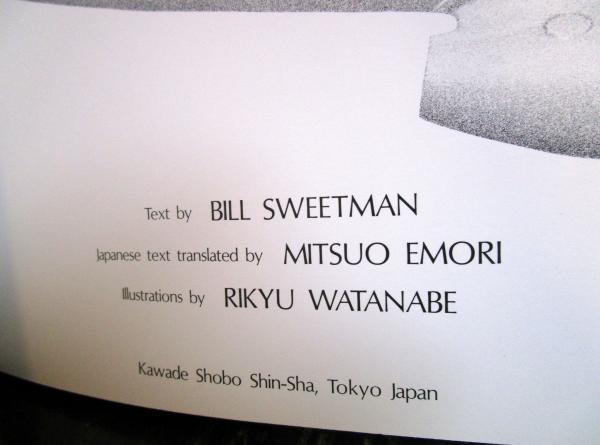 Text by BILL SWEETMAN
Japanese text translated by MITSUO EMORI
Illustrations by RIKYU WATANABE
Kawade Shobo Shin-Sha, Tokyo Japan